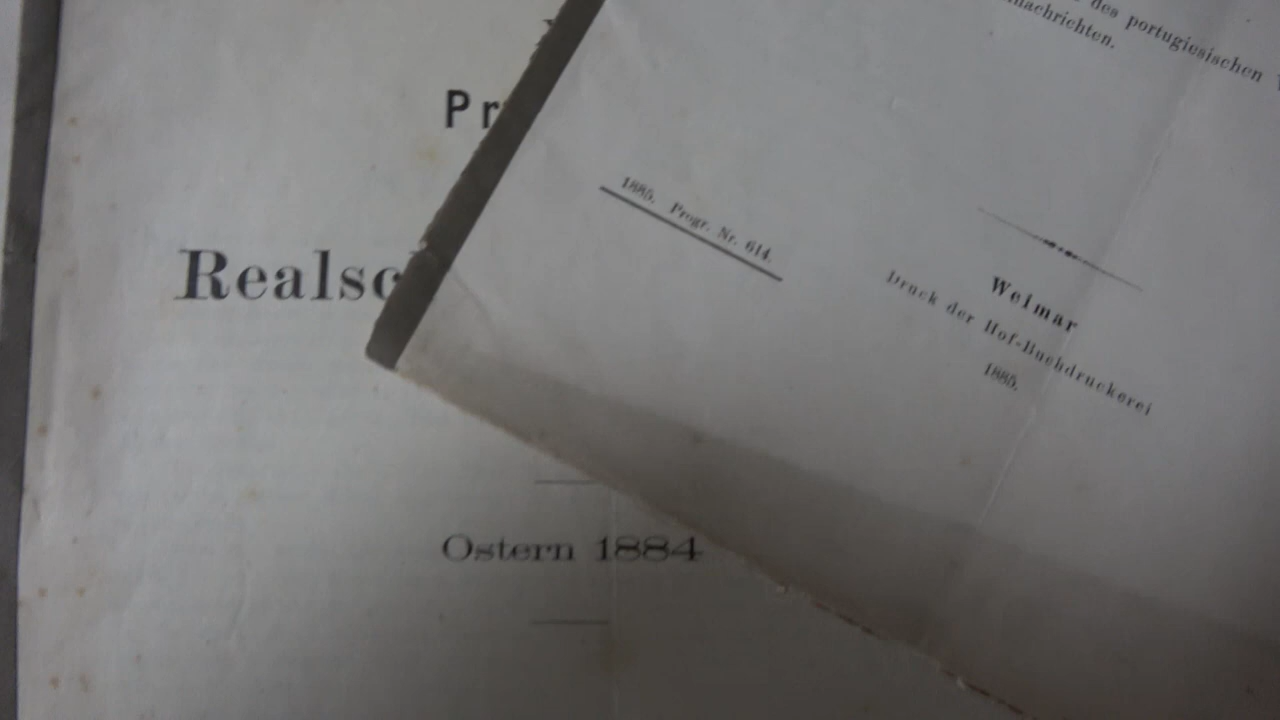 Pr
Realsc
Ostern 1884
des portugiesischen
nachrichten.
1885. Progr. Nr. 614.
Weimar
Druck der Hof-Buchdruckerei
1885.